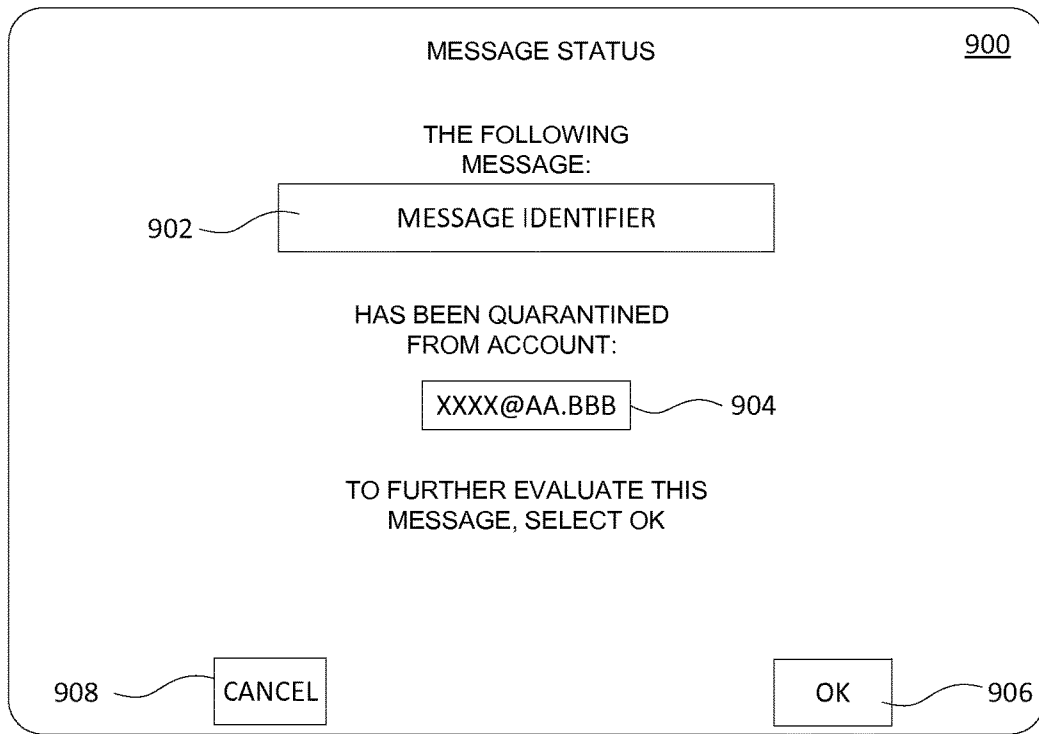 MESSAGE STATUS
900
THE FOLLOWING
MESSAGE:
902
MESSAGE IDENTIFIER
HAS BEEN QUARANTINED
FROM ACCOUNT:
XXXX@AA.BBB
904
TO FURTHER EVALUATE THIS
MESSAGE, SELECT OK
908
CANCEL
OK
906